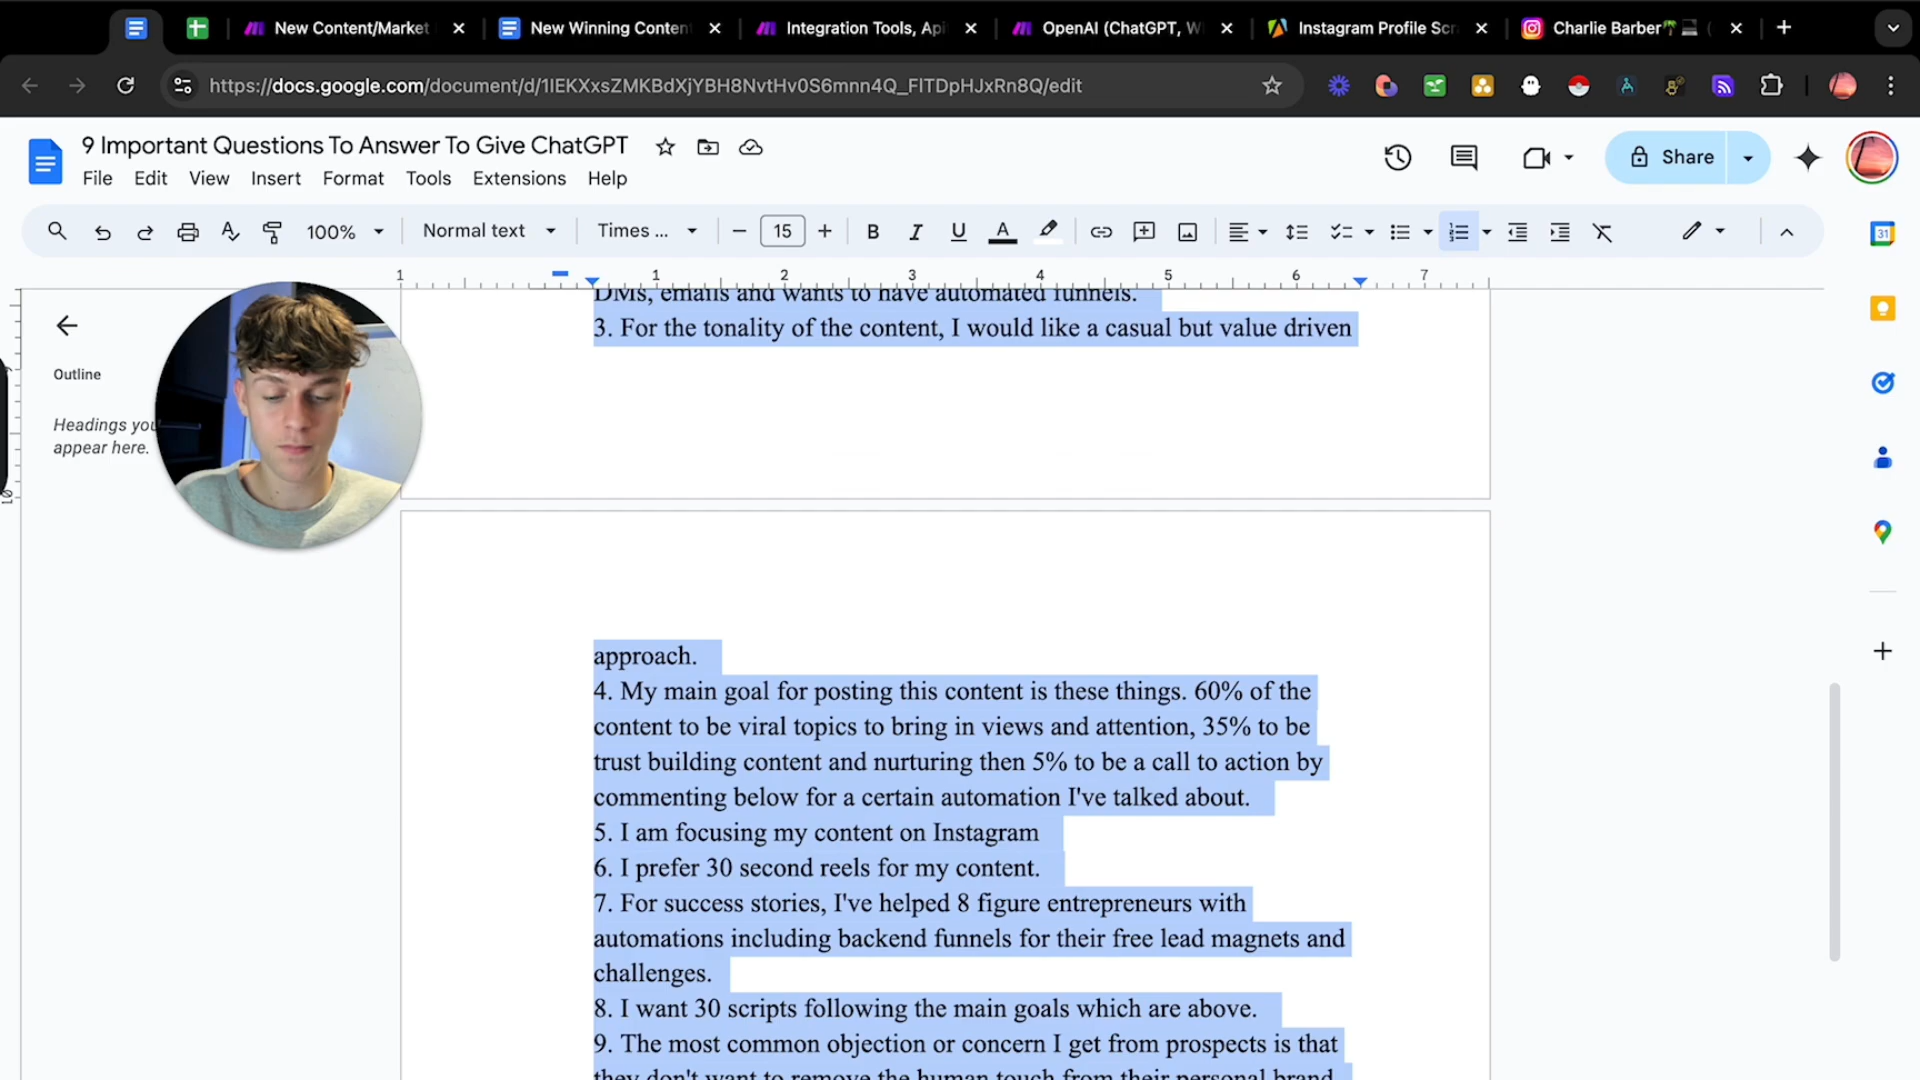 New Content/Market
New Winning Conten
Integration Tools, Api
OpenAI (ChatGPT, W
Instagram Profile Scr
Charlie Barber
https://docs.google.com/document/d/1IEKXxsZMKBdXjYBH8NvtHv0S6mnn4Q_FlTDpHJxRn8Q/edit
9 Important Questions To Answer To Give ChatGPT
File Edit View Insert Format Tools Extensions Help
Share
100% Normal text Times ... 15
1 1 2 3 4 5 6 7
31
Outline
Headings you
appear here.
DMs, emails and wants to have automated funnels.
3. For the tonality of the content, I would like a casual but value driven
approach.
4. My main goal for posting this content is these things. 60% of the
content to be viral topics to bring in views and attention, 35% to be
trust building content and nurturing then 5% to be a call to action by
commenting below for a certain automation I've talked about.
5. I am focusing my content on Instagram
6. I prefer 30 second reels for my content.
7. For success stories, I've helped 8 figure entrepreneurs with
automations including backend funnels for their free lead magnets and
challenges.
8. I want 30 scripts following the main goals which are above.
9. The most common objection or concern I get from prospects is that
they don't want to remove the human touch from their personal brand